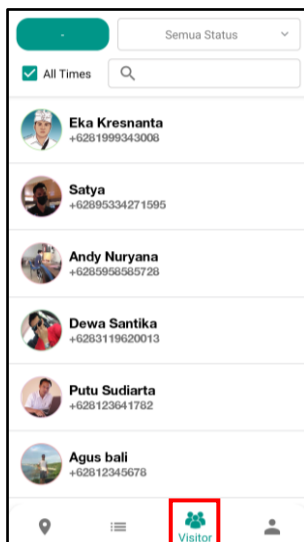 -
Semua Status
All Times
Eka Kresnanta
+6281999343008
Satya
+62895334271595
Andy Nuryana
+6285958585728
Dewa Santika
+6283119620013
Putu Sudiarta
+628123641782
Agus bali
+62812345678
Visitor